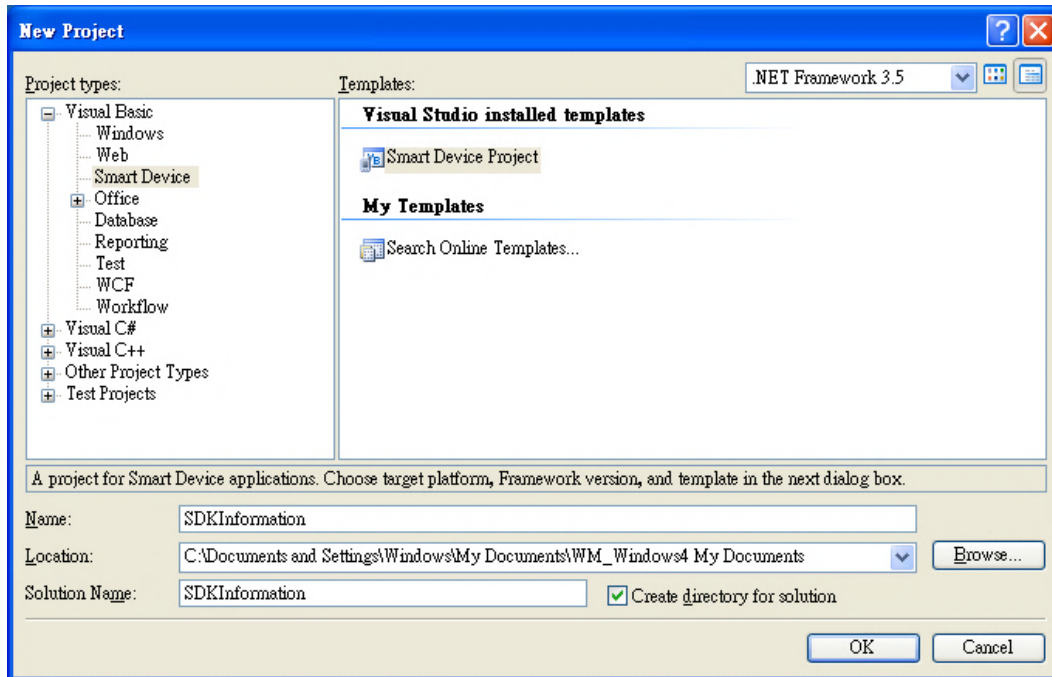 New Project
Project types:
Templates:
.NET Framework 3.5
Visual Basic
Windows
Web
Smart Device
Office
Database
Reporting
Test
WCF
Workflow
Visual C#
Visual C++
Other Project Types
Test Projects
Visual Studio installed templates
Smart Device Project
My Templates
Search Online Templates...
A project for Smart Device applications. Choose target platform, Framework version, and template in the next dialog box.
Name:
SDKInformation
Location:
C:\Documents and Settings\Windows\My Documents\WM_Windows4 My Documents
Browse...
Solution Name:
SDKInformation
Create directory for solution
OK
Cancel